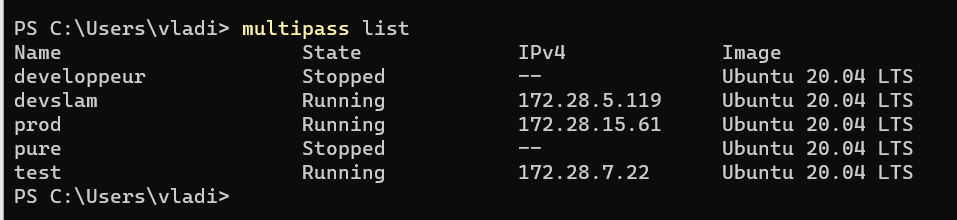 PS C:\Users\vladi> multipass list
Name State IPv4 Image
developpeur Stopped -- Ubuntu 20.04 LTS
devslam Running 172.28.5.119 Ubuntu 20.04 LTS
prod Running 172.28.15.61 Ubuntu 20.04 LTS
pure Stopped -- Ubuntu 20.04 LTS
test Running 172.28.7.22 Ubuntu 20.04 LTS
PS C:\Users\vladi>